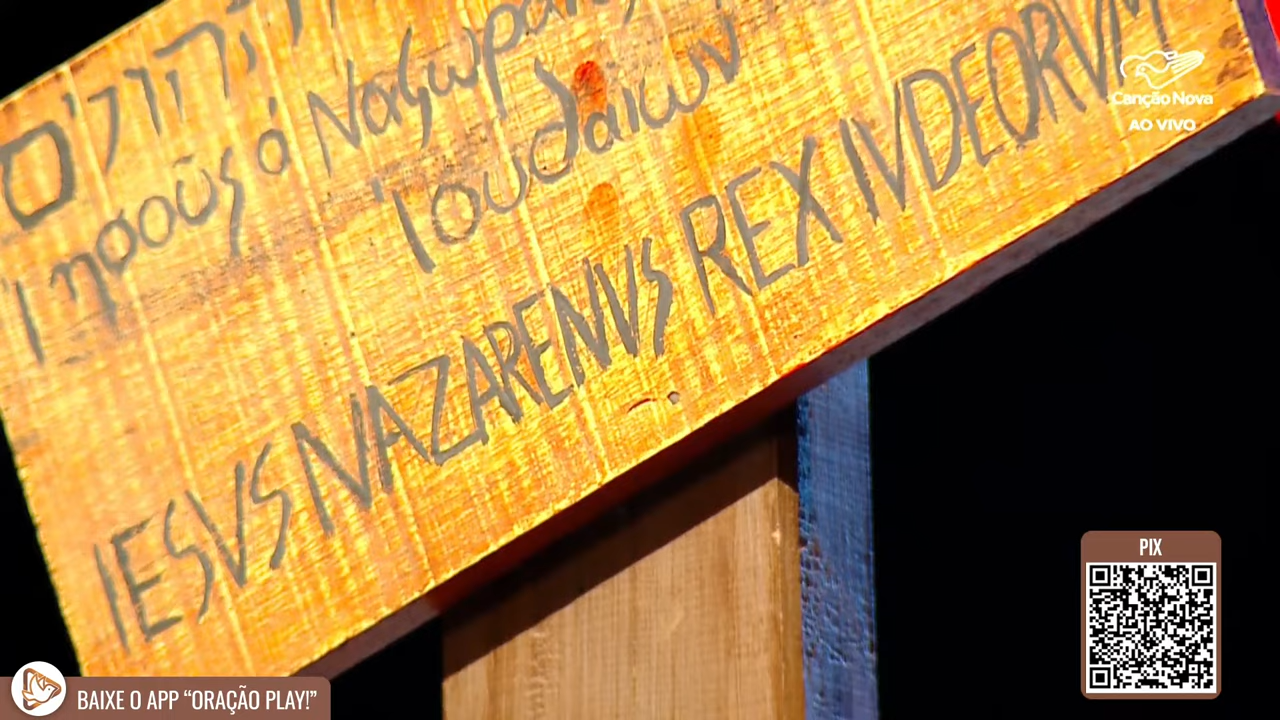 Ἰησοῦς ὁ Ναζωραῖος
Ἰουδαίων
IESVS NAZARENVS REX IVDEORVM
Canção Nova
AO VIVO
PIX
BAIXE O APP “ORAÇÃO PLAY!”